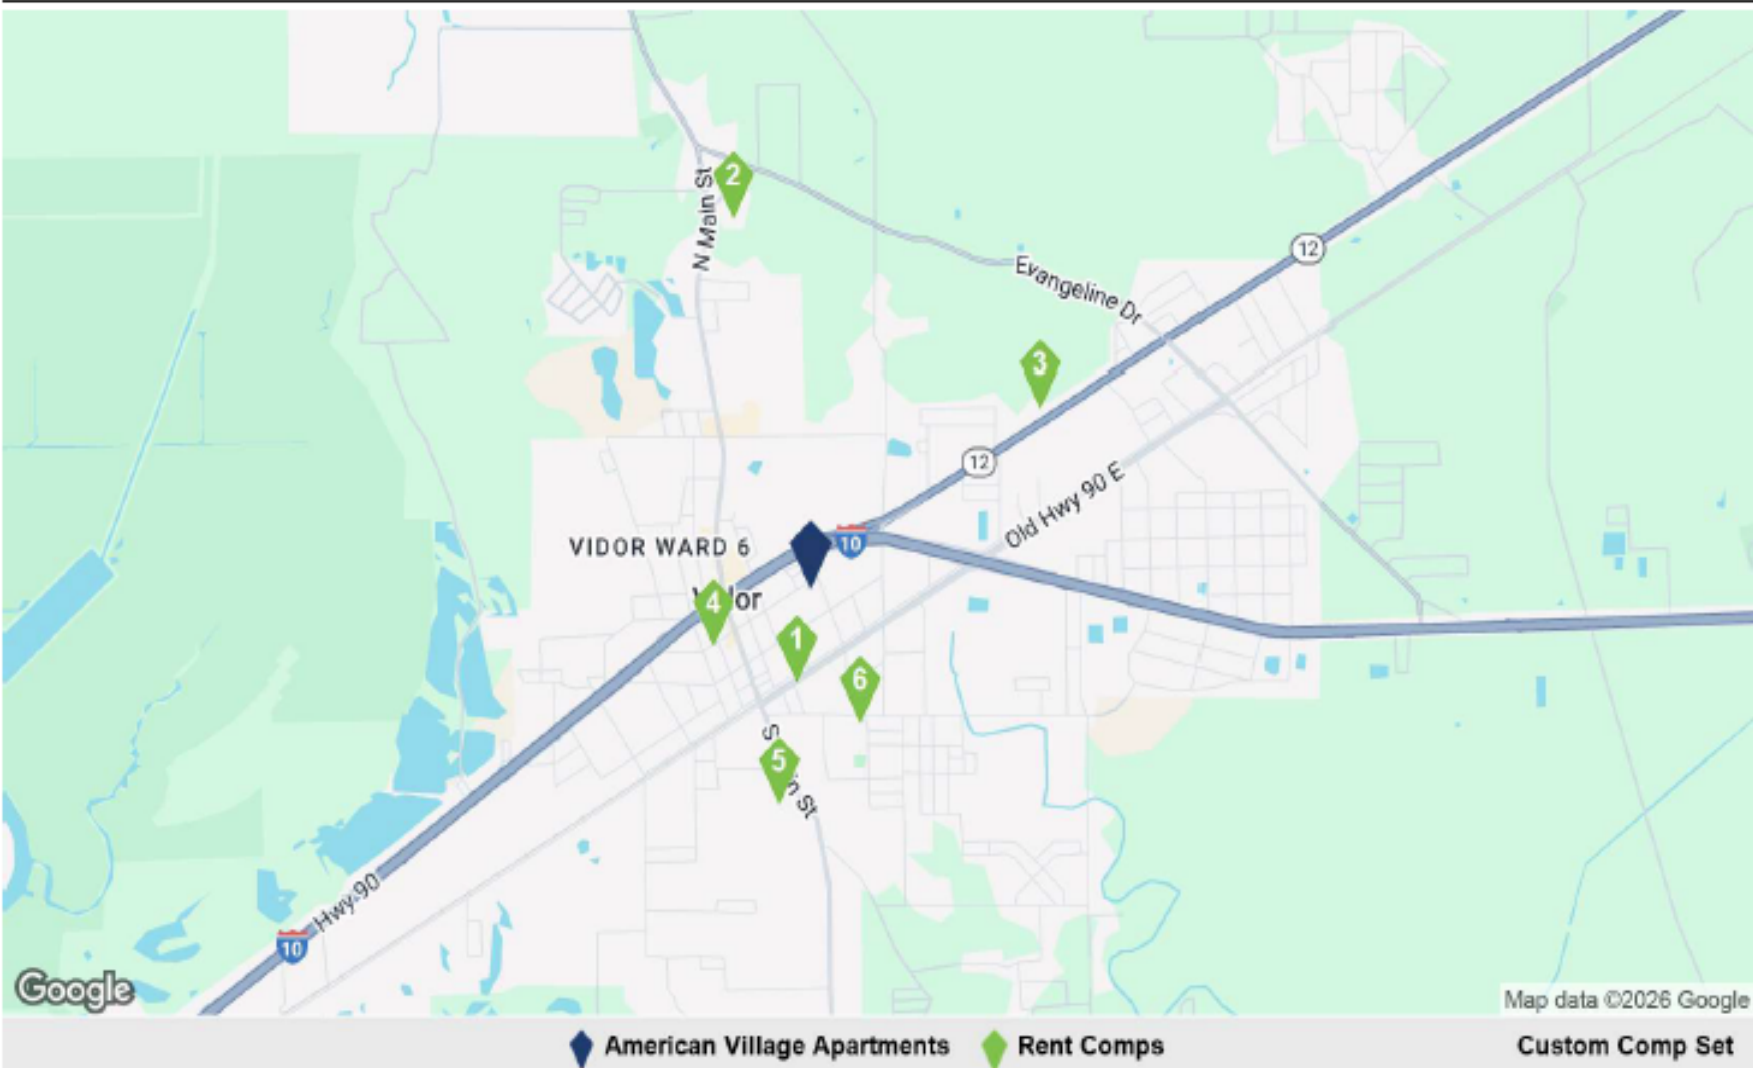 2
N Main St
12
Evangeline Dr
3
12
Old Hwy 90 E
VIDOR WARD 6
10
4
1
6
S
5
in St
Hwy 90
10
Google
Map data ©2026 Google
American Village Apartments
Rent Comps
Custom Comp Set